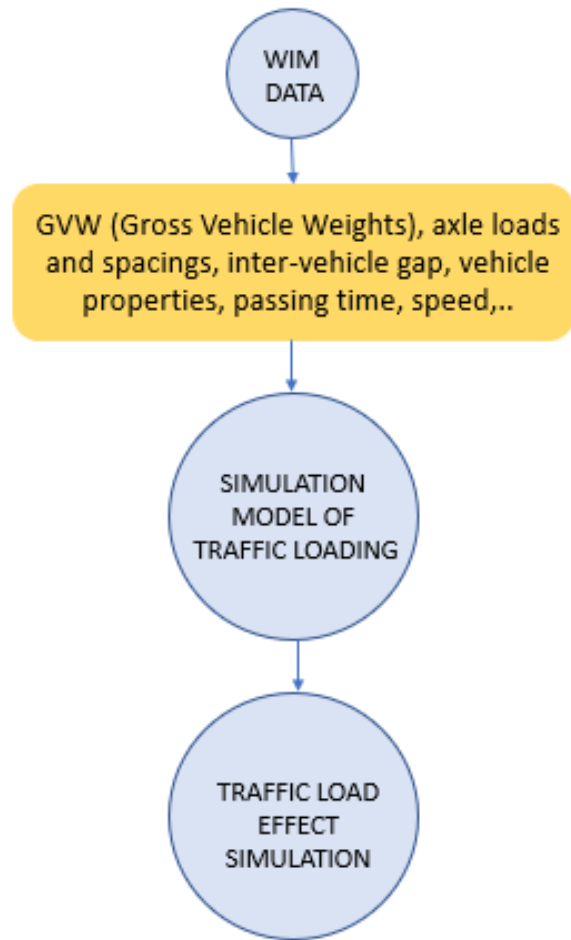 WIM
DATA
GVW (Gross Vehicle Weights), axle loads
and spacings, inter-vehicle gap, vehicle
properties, passing time, speed,..
SIMULATION
MODEL OF
TRAFFIC LOADING
TRAFFIC LOAD
EFFECT
SIMULATION